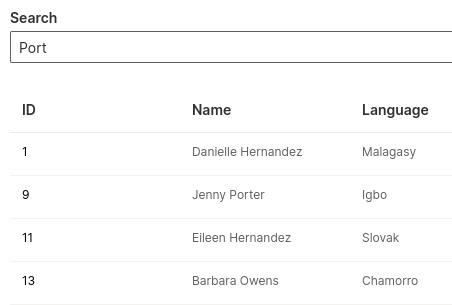 Search
Port
ID Name Language
1 Danielle Hernandez Malagasy
9 Jenny Porter Igbo
11 Eileen Hernandez Slovak
13 Barbara Owens Chamorro